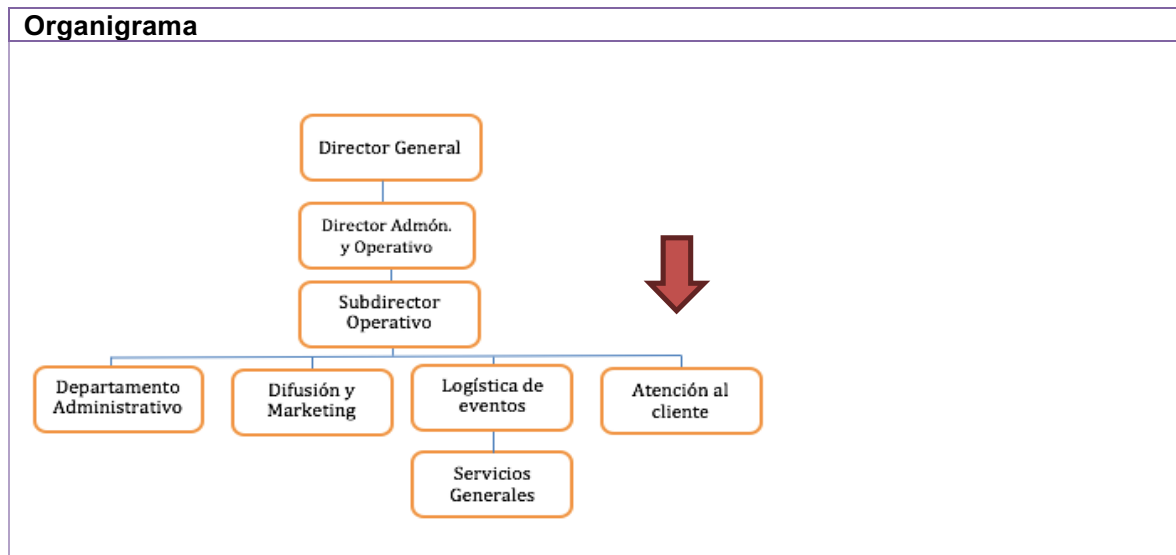 Organigrama
Director General
Director Admón.
y Operativo
Subdirector
Operativo
Departamento
Administrativo
Difusión y
Marketing
Logística de
eventos
Atención al
cliente
Servicios
Generales